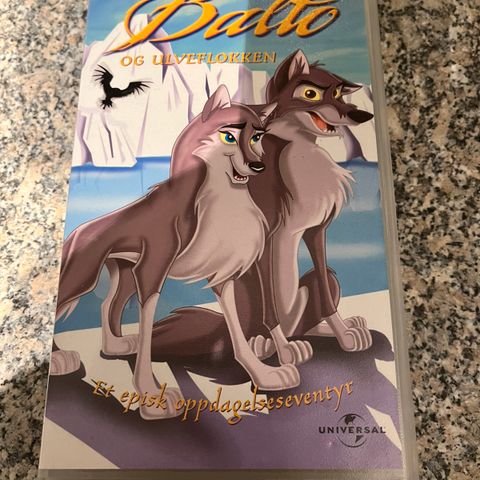 Balto
OG ULVEFLOKKEN
Et episk oppdagelseseventyr
UNIVERSAL